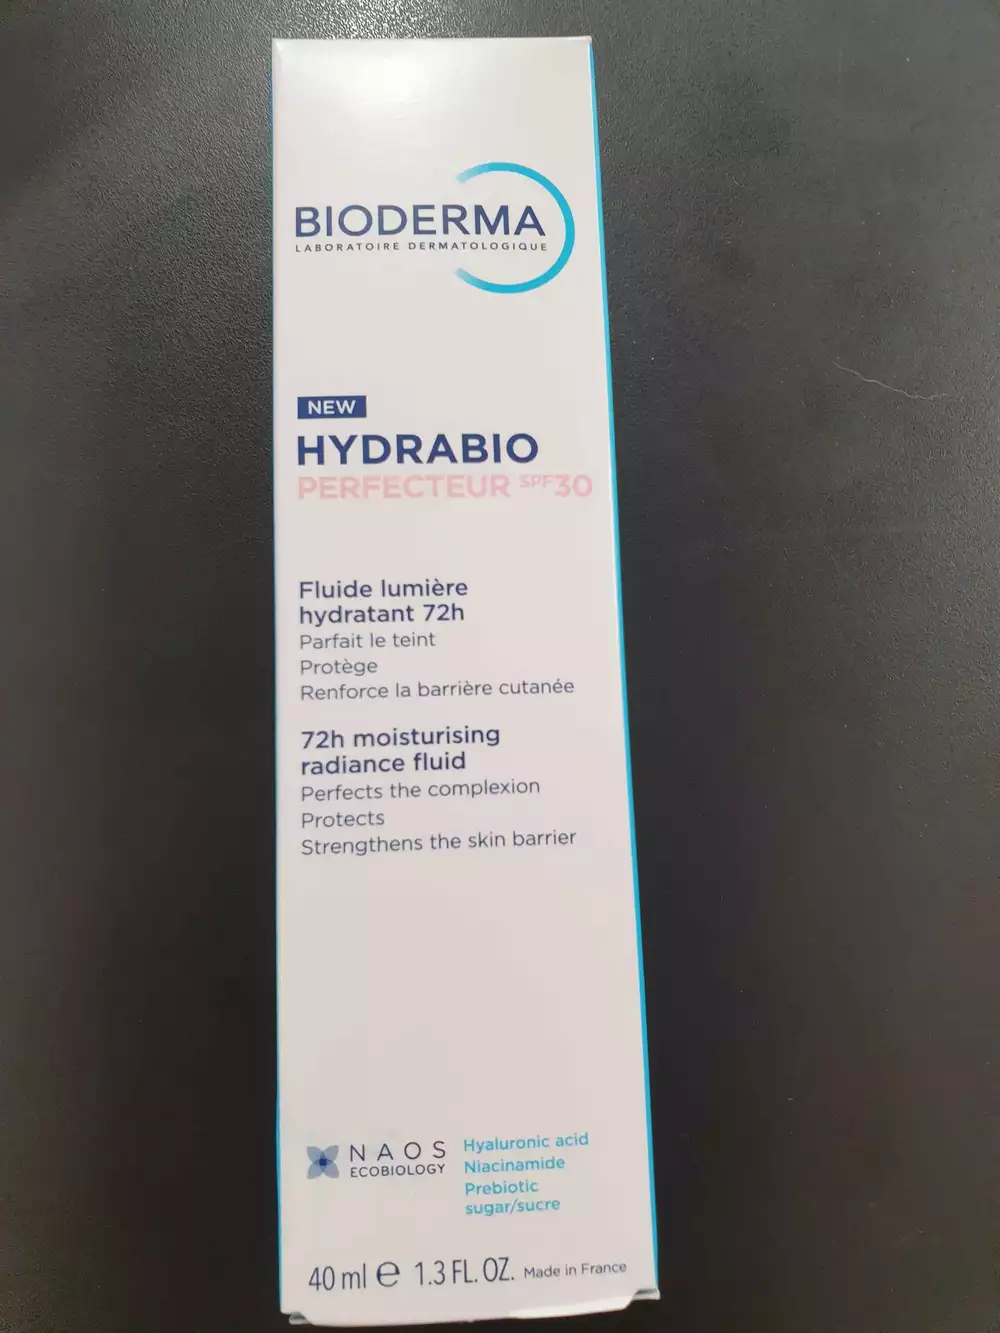 BIODERMA
LABORATOIRE DERMATOLOGIQUE
NEW
HYDRABIO
PERFECTEUR SPF30
Fluide lumière
hydratant 72h
Parfait le teint
Protège
Renforce la barrière cutanée
72h moisturising
radiance fluid
Perfects the complexion
Protects
Strengthens the skin barrier
NAOS
ECOBIOLOGY
Hyaluronic acid
Niacinamide
Prebiotic
sugar/sucre
40 ml e 1.3 FL. OZ. Made in France